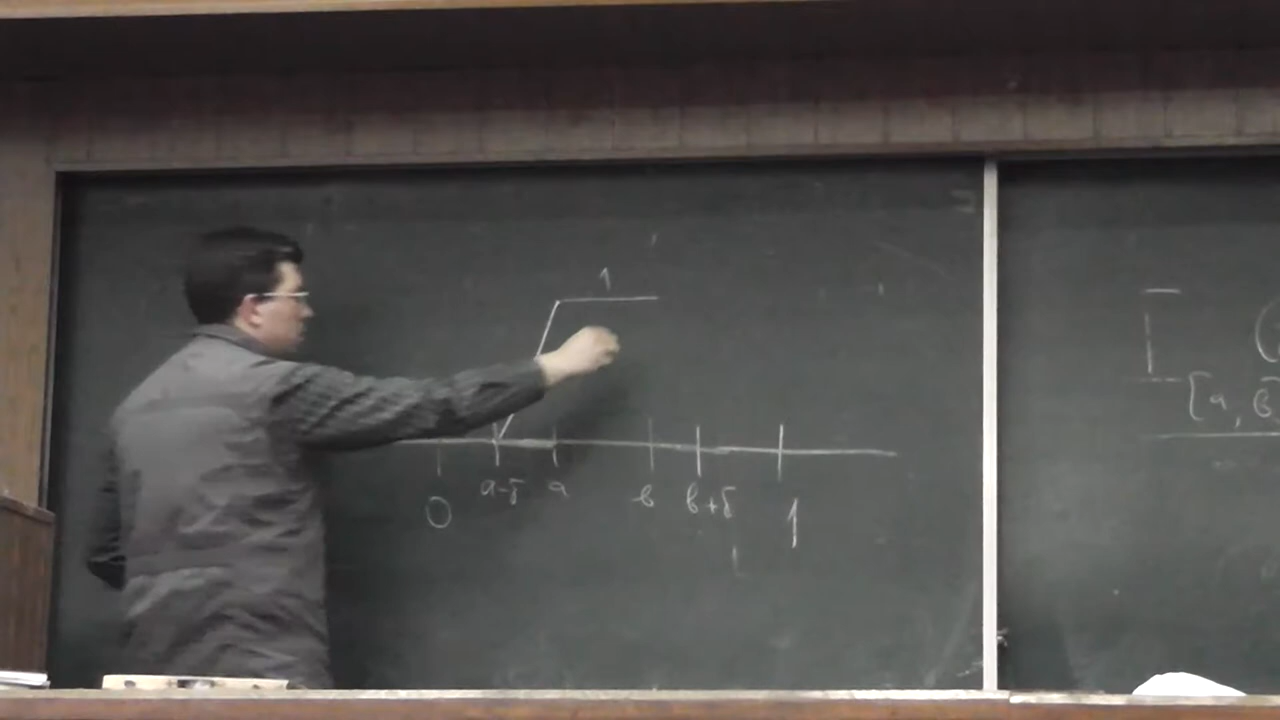 1
a-δ a в в+δ
0 1
[a, в